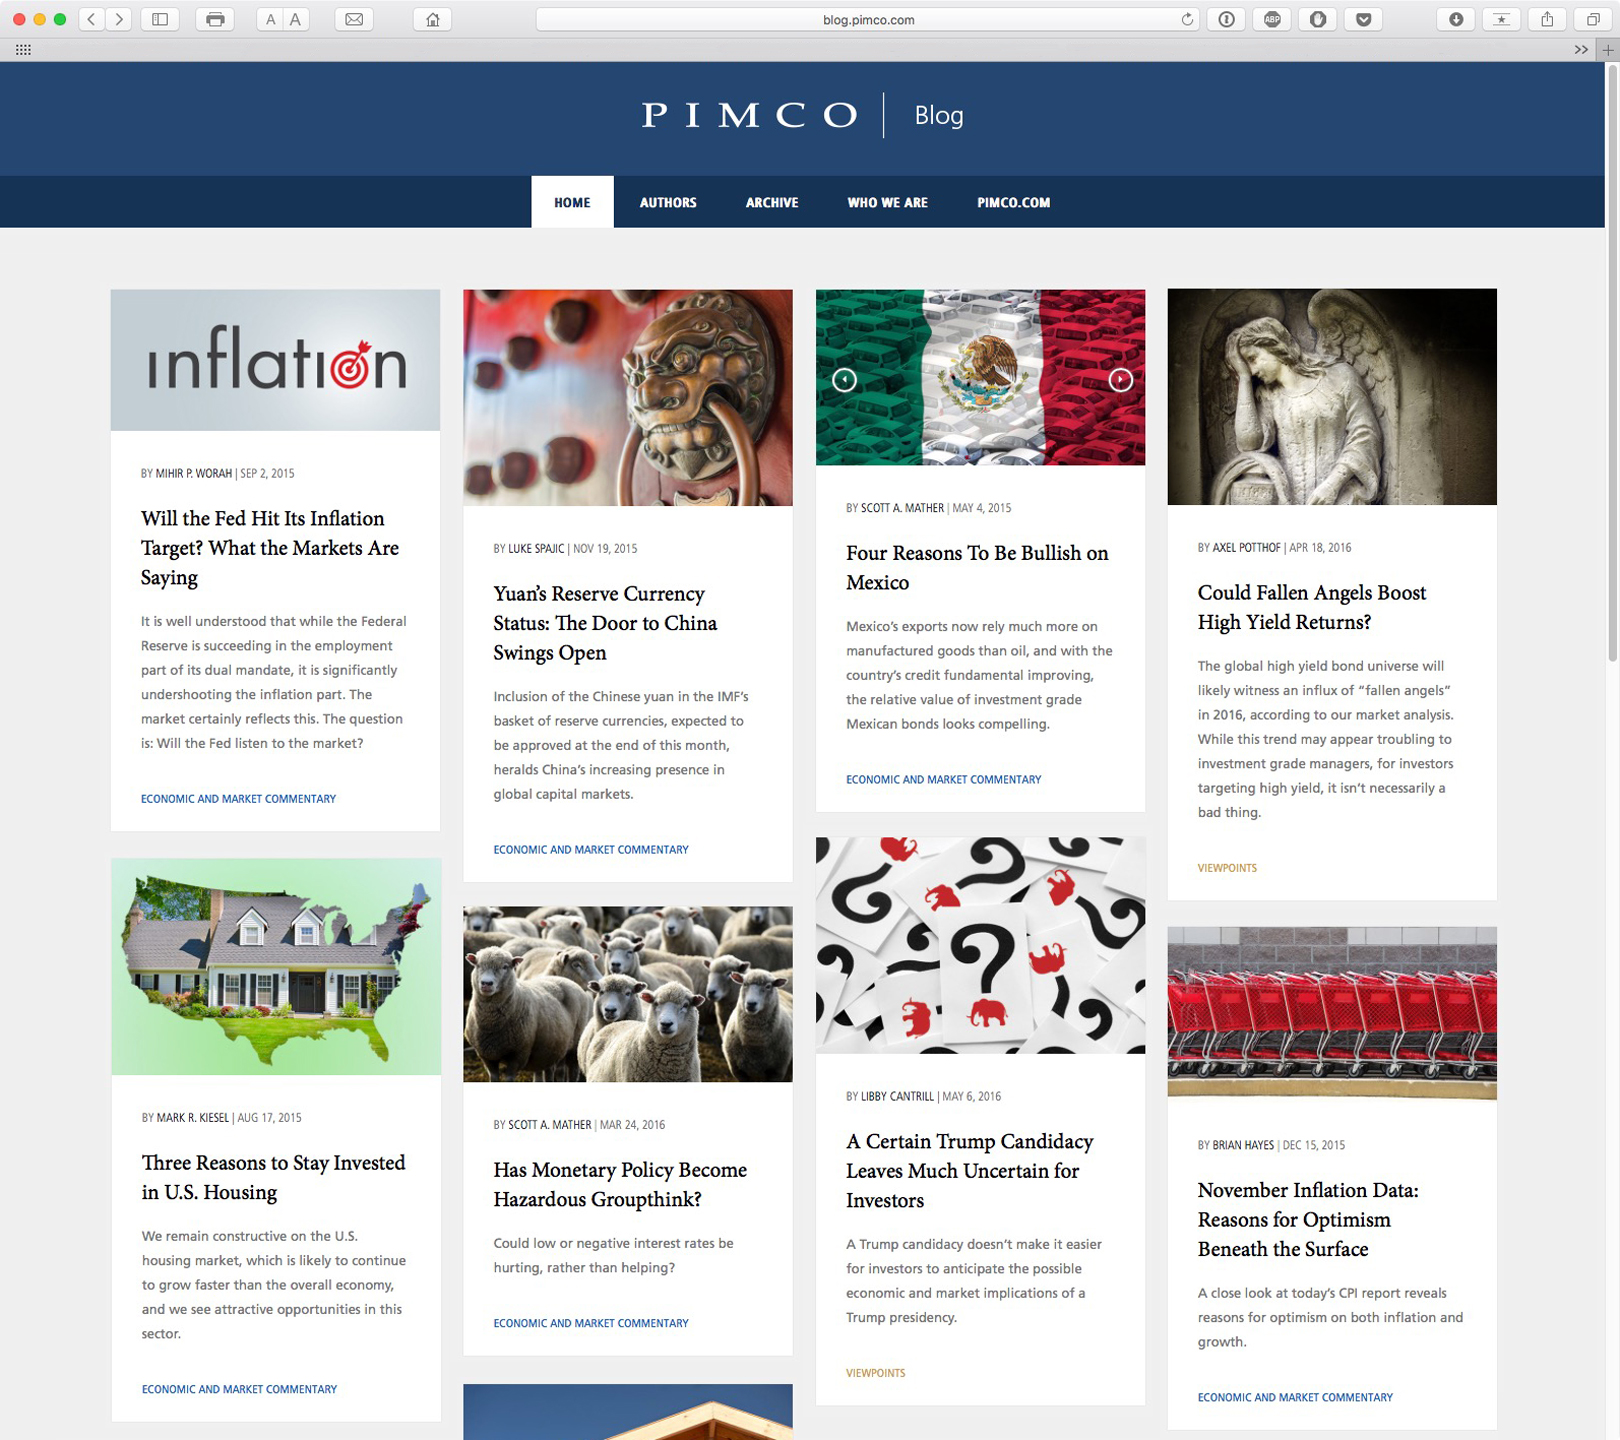 A A
blog.pimco.com
ABP
>>
PIMCO | Blog
HOME AUTHORS ARCHIVE WHO WE ARE PIMCO.COM
inflation
BY MIHIR P. WORAH | SEP 2, 2015
Will the Fed Hit Its Inflation
Target? What the Markets Are
Saying
It is well understood that while the Federal
Reserve is succeeding in the employment
part of its dual mandate, it is significantly
undershooting the inflation part. The
market certainly reflects this. The question
is: Will the Fed listen to the market?
ECONOMIC AND MARKET COMMENTARY
BY MARK R. KIESEL | AUG 17, 2015
Three Reasons to Stay Invested
in U.S. Housing
We remain constructive on the U.S.
housing market, which is likely to continue
to grow faster than the overall economy,
and we see attractive opportunities in this
sector.
ECONOMIC AND MARKET COMMENTARY
BY LUKE SPAJIC | NOV 19, 2015
Yuan’s Reserve Currency
Status: The Door to China
Swings Open
Inclusion of the Chinese yuan in the IMF’s
basket of reserve currencies, expected to
be approved at the end of this month,
heralds China’s increasing presence in
global capital markets.
ECONOMIC AND MARKET COMMENTARY
BY SCOTT A. MATHER | MAR 24, 2016
Has Monetary Policy Become
Hazardous Groupthink?
Could low or negative interest rates be
hurting, rather than helping?
ECONOMIC AND MARKET COMMENTARY
BY SCOTT A. MATHER | MAY 4, 2015
Four Reasons To Be Bullish on
Mexico
Mexico’s exports now rely much more on
manufactured goods than oil, and with the
country’s credit fundamental improving,
the relative value of investment grade
Mexican bonds looks compelling.
ECONOMIC AND MARKET COMMENTARY
? ? ?
BY LIBBY CANTRILL | MAY 6, 2016
A Certain Trump Candidacy
Leaves Much Uncertain for
Investors
A Trump candidacy doesn’t make it easier
for investors to anticipate the possible
economic and market implications of a
Trump presidency.
VIEWPOINTS
BY AXEL POTTHOF | APR 18, 2016
Could Fallen Angels Boost
High Yield Returns?
The global high yield bond universe will
likely witness an influx of “fallen angels”
in 2016, according to our market analysis.
While this trend may appear troubling to
investment grade managers, for investors
targeting high yield, it isn’t necessarily a
bad thing.
VIEWPOINTS
BY BRIAN HAYES | DEC 15, 2015
November Inflation Data:
Reasons for Optimism
Beneath the Surface
A close look at today’s CPI report reveals
reasons for optimism on both inflation and
growth.
ECONOMIC AND MARKET COMMENTARY